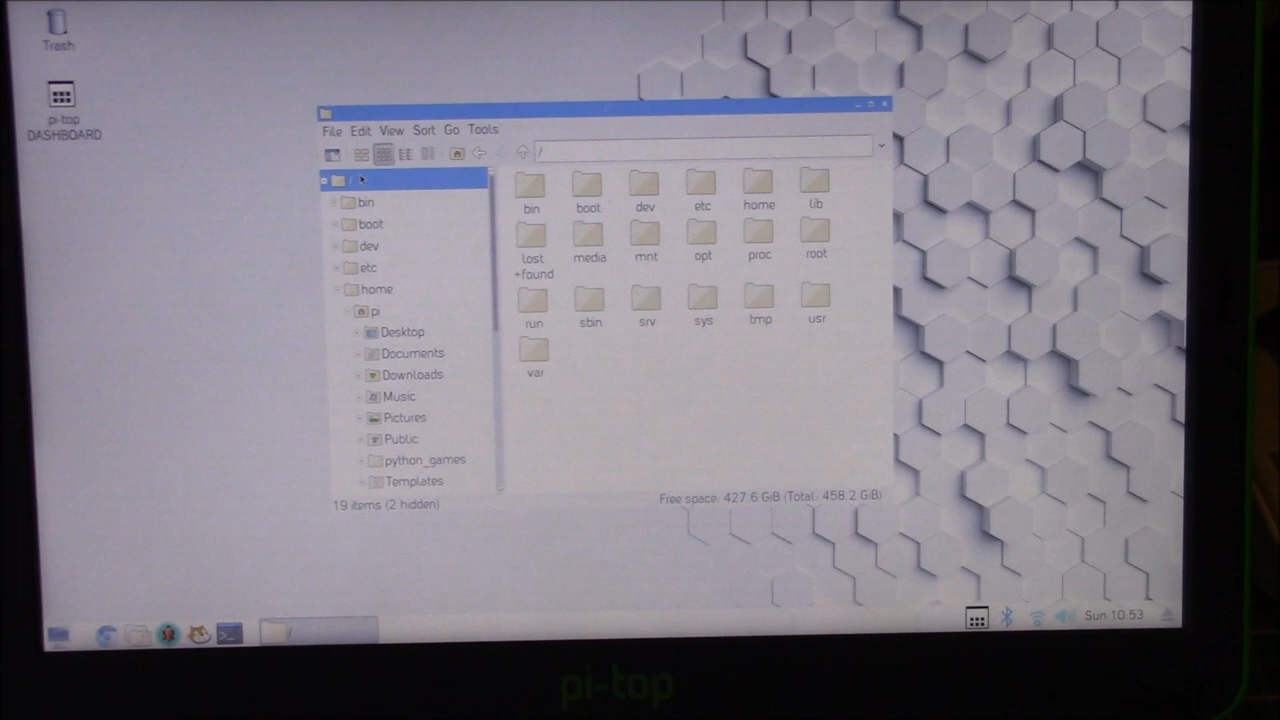 Trash
pi-top
DASHBOARD
File Edit View Sort Go Tools
/
/
bin
boot
dev
etc
home
pi
Desktop
Documents
Downloads
Music
Pictures
Public
python_games
Templates
bin boot dev etc home lib
lost
+found
media mnt opt proc root
run sbin srv sys tmp usr
var
19 items (2 hidden)
Free space: 427.6 GiB (Total: 458.2 GiB)
Sun 10:53
pi-top